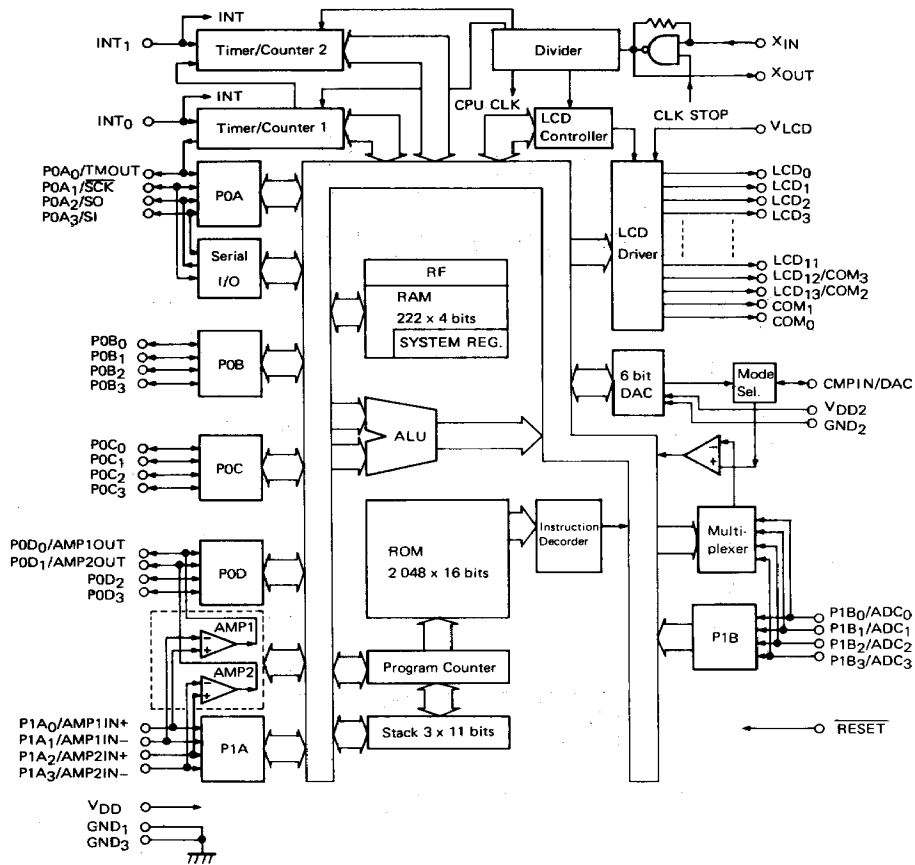 INT
INT1
Timer/Counter 2
Divider
XIN
XOUT
INT
CPU CLK
CLK STOP
INT0
Timer/Counter 1
LCD
Controller
VLCD
P0A0/TMOUT
P0A1/S̅C̅K̅
P0A2/SO
P0A3/SI
P0A
Serial
I/O
LCD
Driver
LCD0
LCD1
LCD2
LCD3
LCD11
LCD12/COM3
LCD13/COM2
COM1
COM0
RF
RAM
222 x 4 bits
SYSTEM REG.
P0B0
P0B1
P0B2
P0B3
P0B
6 bit
DAC
Mode
Sel.
CMPIN/DAC
VDD2
GND2
ALU
P0C0
P0C1
P0C2
P0C3
P0C
− +
ROM
2 048 x 16 bits
Instruction
Decorder
Multi-
plexer
P0D0/AMP1OUT
P0D1/AMP2OUT
P0D2
P0D3
P0D
AMP1
− +
AMP2
− +
Program Counter
P1B
P1B0/ADC0
P1B1/ADC1
P1B2/ADC2
P1B3/ADC3
P1A0/AMP1IN+
P1A1/AMP1IN−
P1A2/AMP2IN+
P1A3/AMP2IN−
P1A
Stack 3 x 11 bits
R̅E̅S̅E̅T̅
VDD
GND1
GND3